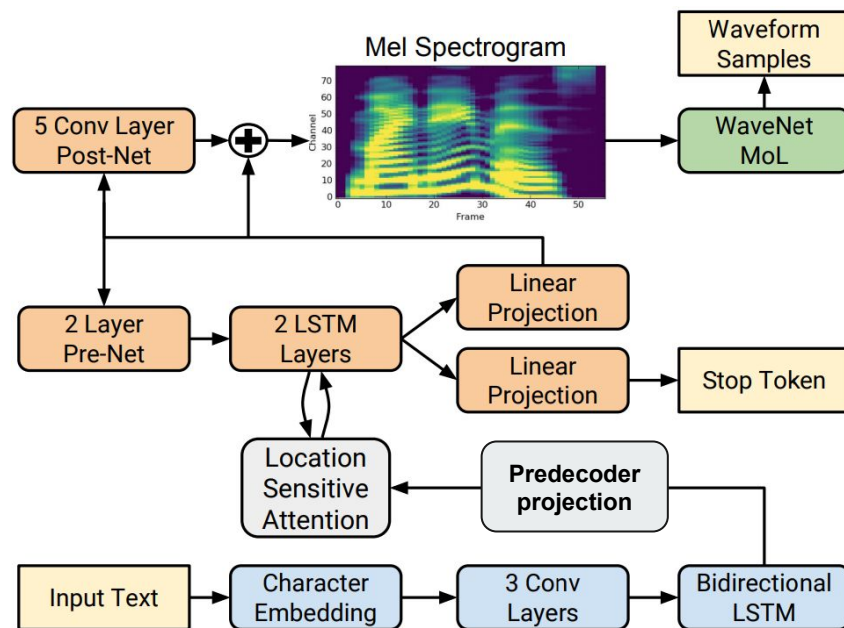 Waveform
Samples
Mel Spectrogram
5 Conv Layer
Post-Net
WaveNet
MoL
Channel
70
60
50
40
30
20
10
0
0 10 20 30 40 50
Frame
2 Layer
Pre-Net
2 LSTM
Layers
Linear
Projection
Linear
Projection
Stop Token
Location
Sensitive
Attention
Predecoder
projection
Input Text
Character
Embedding
3 Conv
Layers
Bidirectional
LSTM